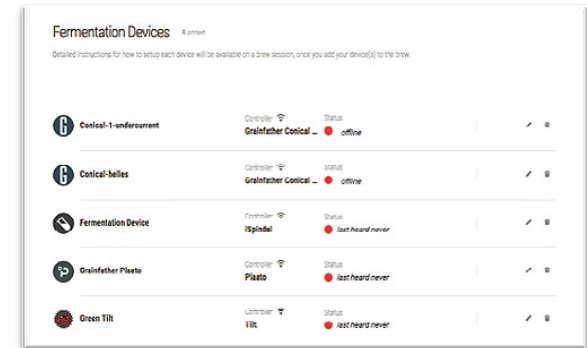 Fermentation Devices 8 added
Detailed instructions for how to setup each device will be available on a brew session, once you add your device(s) to the brew.
Conical-1-undercurrent
Controller
Grainfather Conical ...
Status
offline
Conical-helles
Controller
Grainfather Conical ...
Status
offline
Fermentation Device
Controller
iSpindel
Status
last heard never
Grainfather Plaato
Controller
Plaato
Status
last heard never
Green Tilt
Controller
Tilt
Status
last heard never